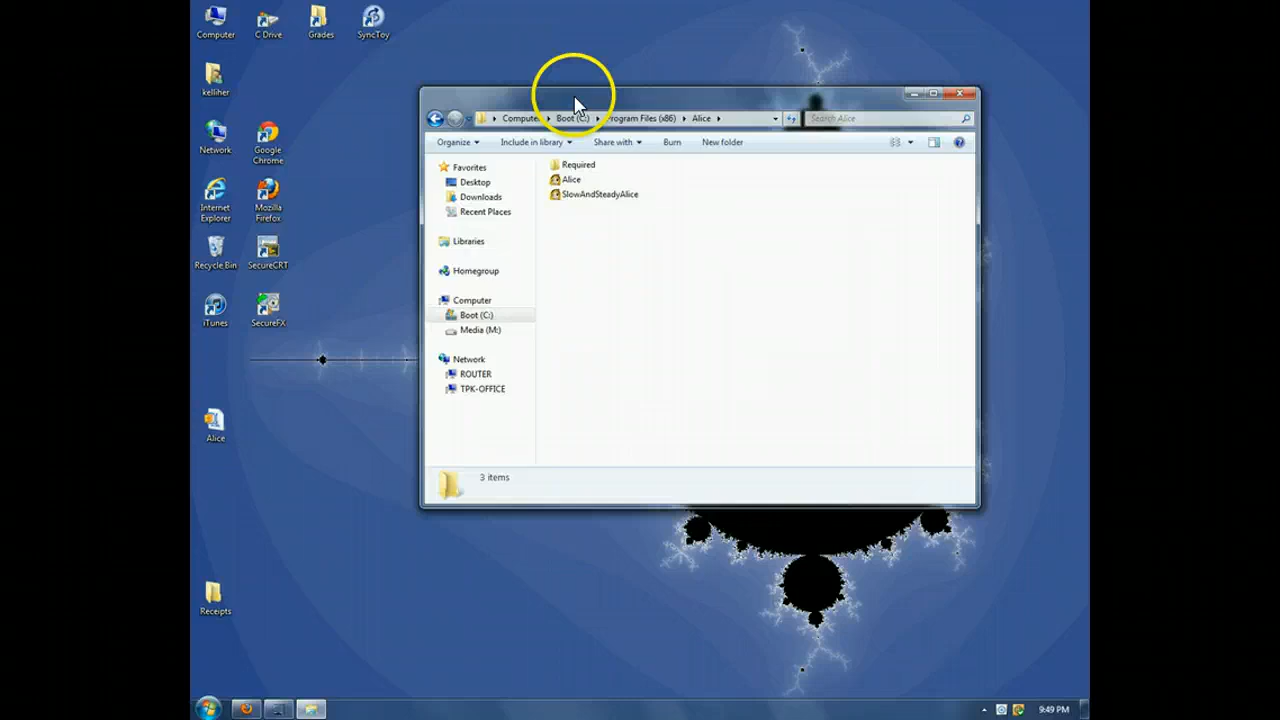 Computer
C Drive
Grades
SyncToy
kelliher
Network
Google
Chrome
Internet
Explorer
Mozilla
Firefox
Recycle Bin
SecureCRT
iTunes
SecureFX
Alice
Receipts
Computer Boot (C:) Program Files (x86) Alice
Search Alice
Organize Include in library Share with Burn New folder
Favorites
Desktop
Downloads
Recent Places
Libraries
Homegroup
Computer
Boot (C:)
Media (M:)
Network
ROUTER
TPK-OFFICE
Required
Alice
SlowAndSteadyAlice
3 items
9:49 PM